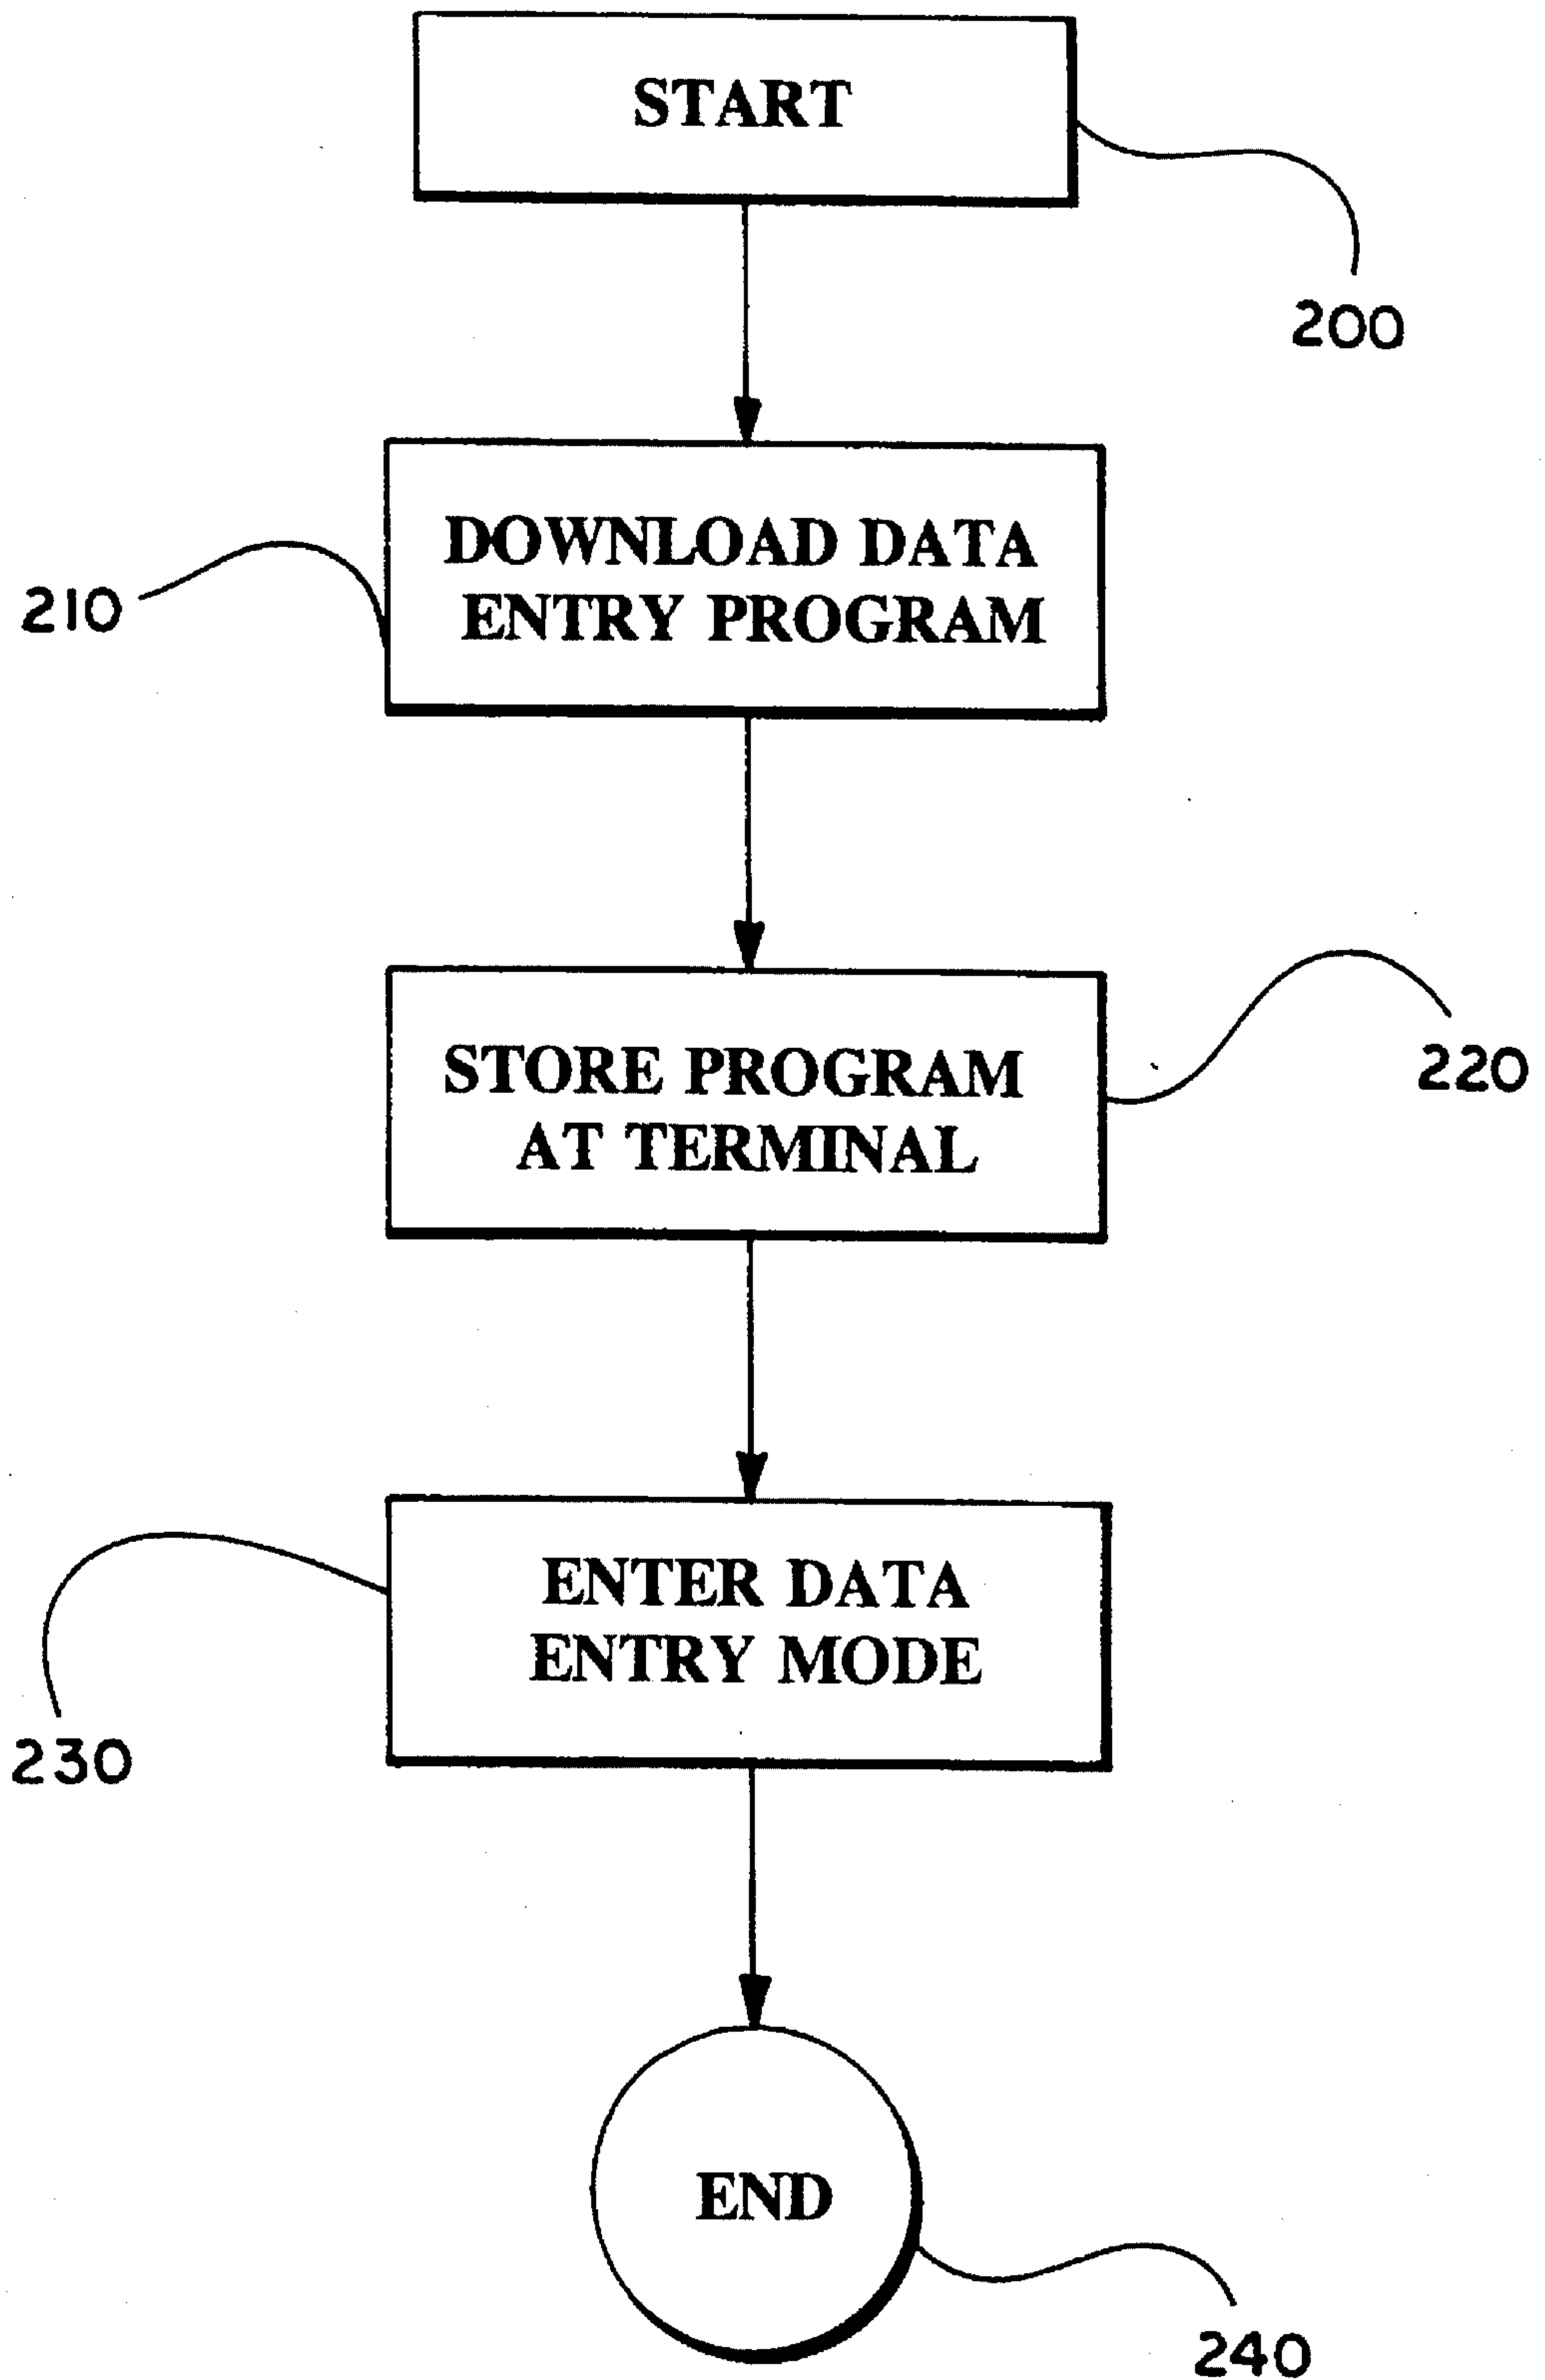 START
200
DOWNLOAD DATA
ENTRY PROGRAM
210
STORE PROGRAM
AT TERMINAL
220
ENTER DATA
ENTRY MODE
230
END
240